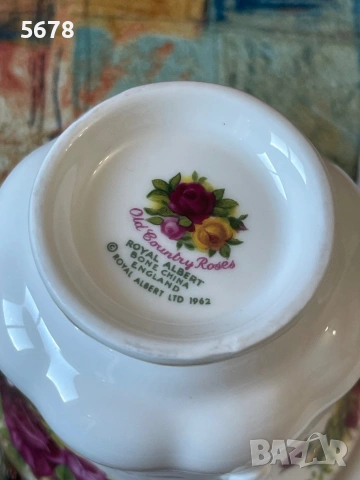 5678
Old Country Roses
ROYAL ALBERT
BONE CHINA
ENGLAND
© ROYAL ALBERT LTD 1962
BAZAR